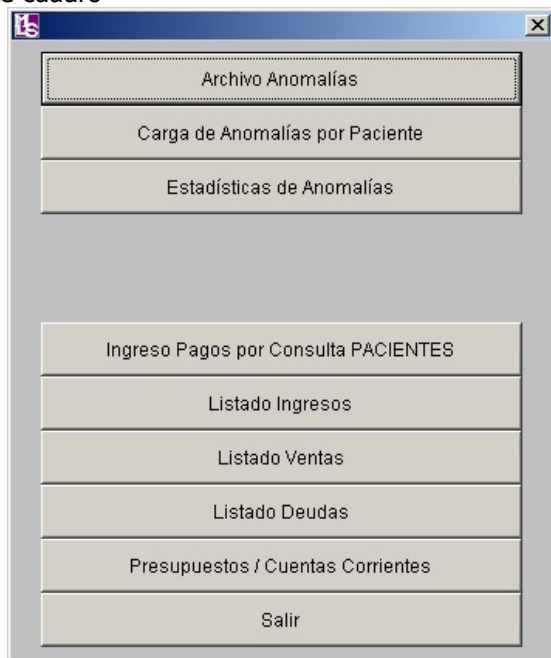 cuadro
Archivo Anomalías
Carga de Anomalías por Paciente
Estadísticas de Anomalías
Ingreso Pagos por Consulta PACIENTES
Listado Ingresos
Listado Ventas
Listado Deudas
Presupuestos / Cuentas Corrientes
Salir